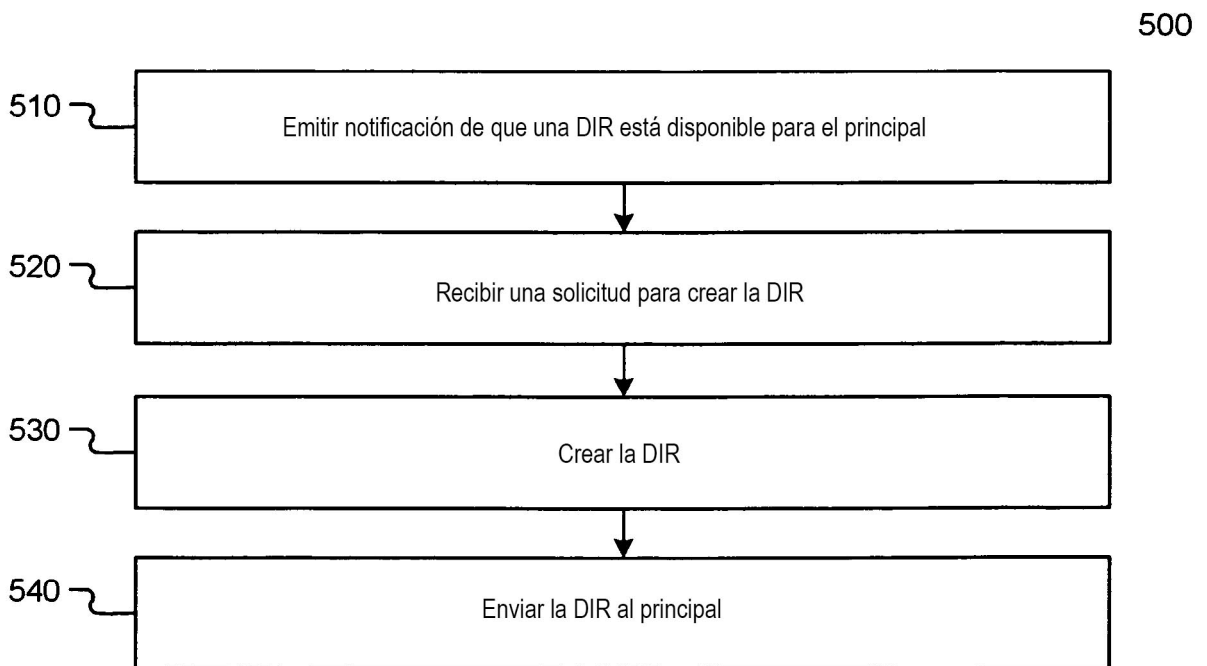 500
510
Emitir notificación de que una DIR está disponible para el principal
520
Recibir una solicitud para crear la DIR
530
Crear la DIR
540
Enviar la DIR al principal